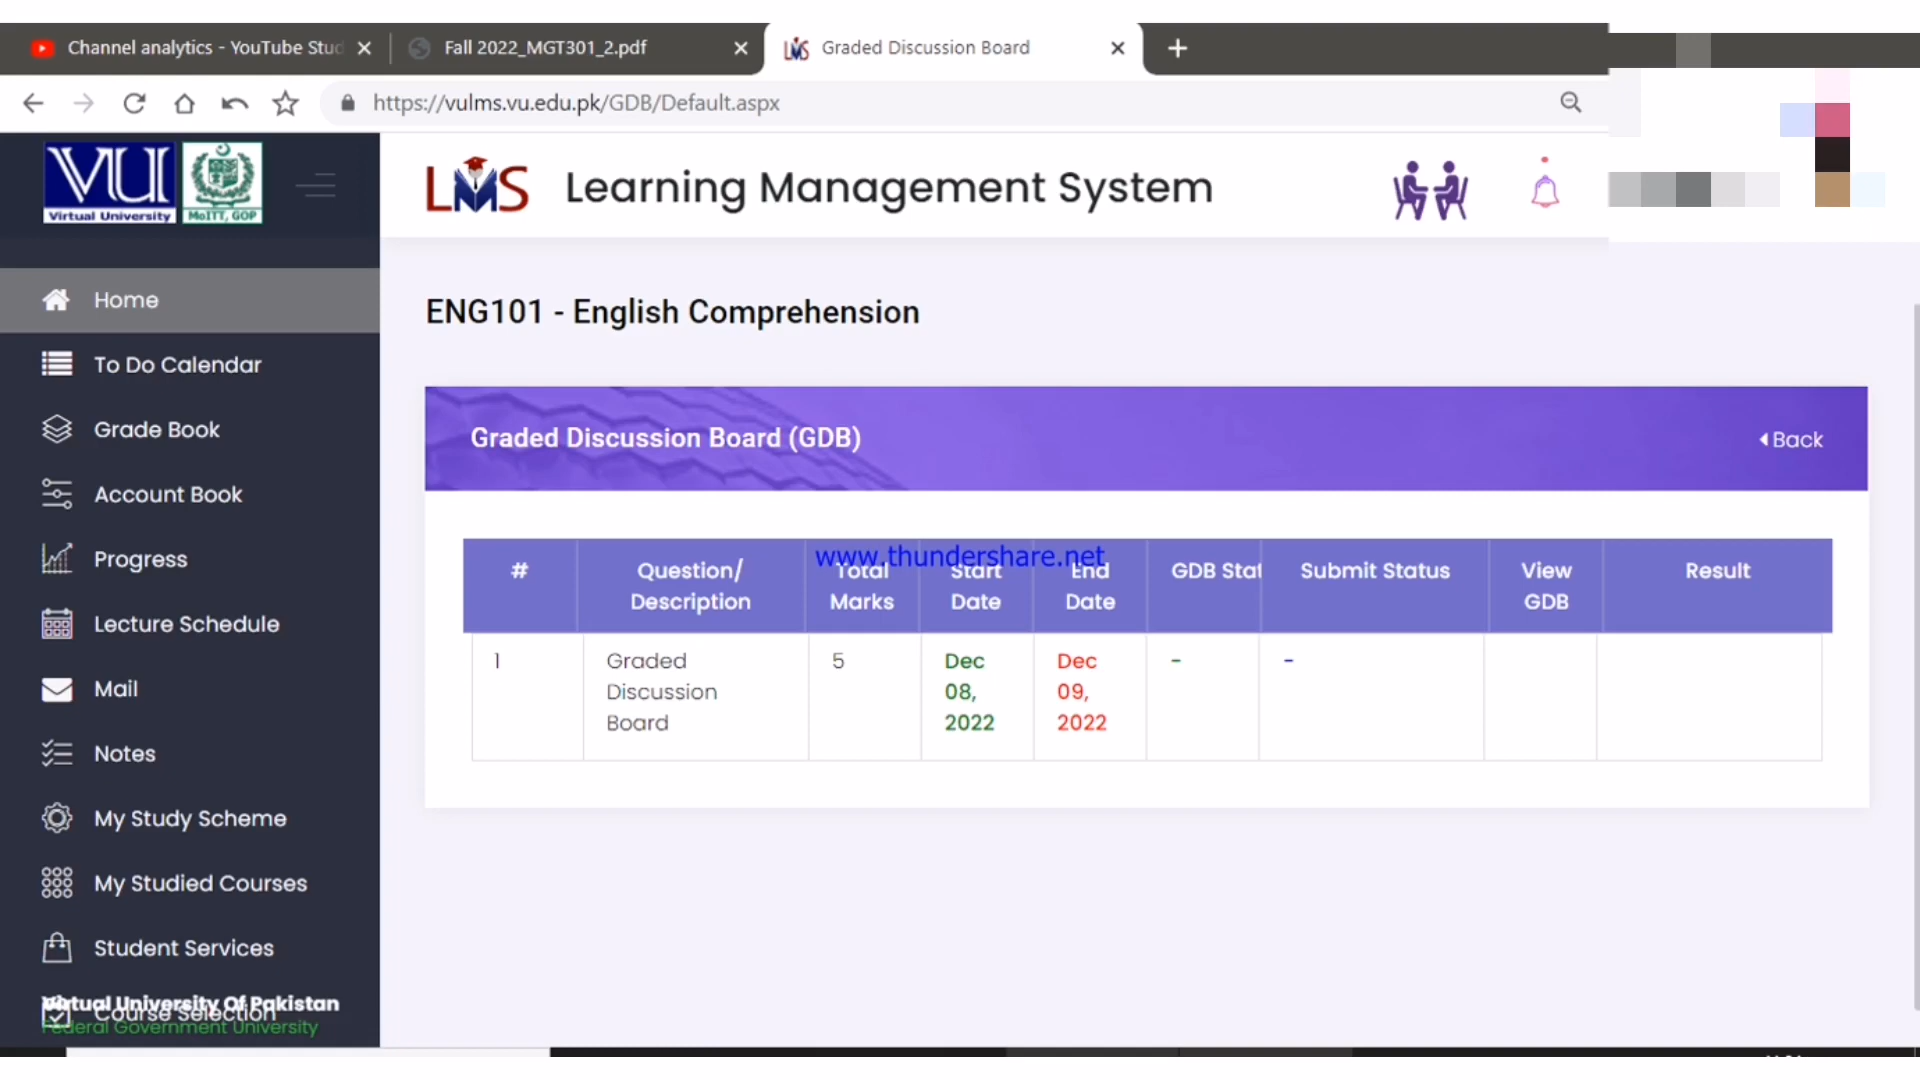 Channel analytics - YouTube Stud
Fall 2022_MGT301_2.pdf
Graded Discussion Board
https://vulms.vu.edu.pk/GDB/Default.aspx
VU
Virtual University
MoITT, GOP
LMS
Learning Management System
Home
To Do Calendar
Grade Book
Account Book
Progress
Lecture Schedule
Mail
Notes
My Study Scheme
My Studied Courses
Student Services
Course Selection
Virtual University Of Pakistan
Federal Government University
ENG101 - English Comprehension
Graded Discussion Board (GDB)
Back
www.thundershare.net
#
Question/
Description
Total
Marks
Start
Date
End
Date
GDB Stat
Submit Status
View
GDB
Result
1
Graded
Discussion
Board
5
Dec
08,
2022
Dec
09,
2022
-
-